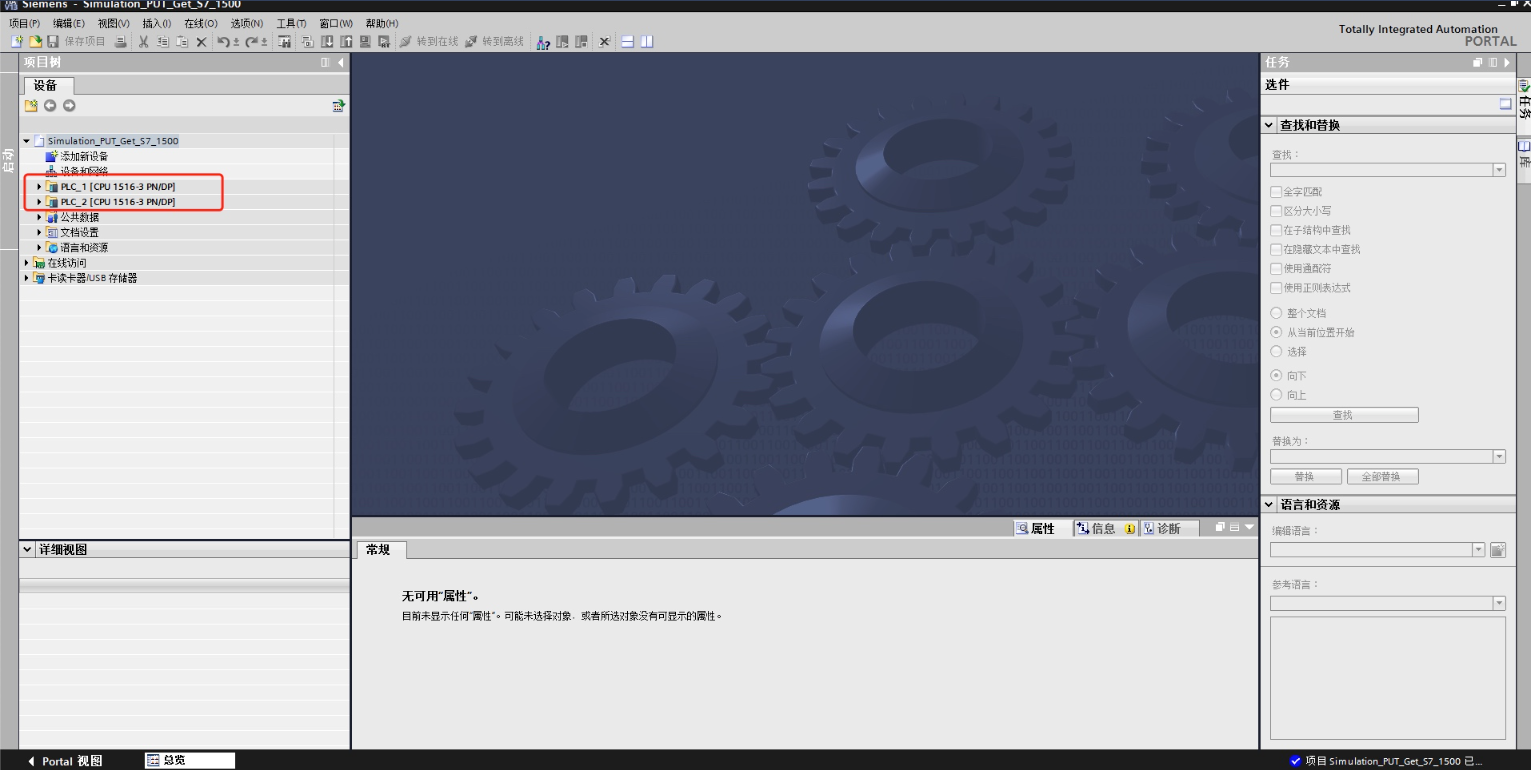 Siemens - Simulation_PUT_Get_S7_1500
项目(P) 编辑(E) 视图(V) 插入(I) 在线(O) 选项(N) 工具(T) 窗口(W) 帮助(H)
保存项目 转到在线 转到离线
Totally Integrated Automation
PORTAL
项目树
设备
启动
Simulation_PUT_Get_S7_1500
添加新设备
设备和网络
PLC_1 [CPU 1516-3 PN/DP]
PLC_2 [CPU 1516-3 PN/DP]
公共数据
文档设置
语言和资源
在线访问
卡读卡器/USB 存储器
详细视图
属性 信息 诊断
常规
无可用“属性”。
目前未显示任何“属性”。可能未选择对象，或者所选对象没有可显示的属性。
任务
选件
查找和替换
查找：
全字匹配
区分大小写
在子结构中查找
在隐藏文本中查找
使用通配符
使用正则表达式
整个文档
从当前位置开始
选择
向下
向上
查找
替换为：
替换 全部替换
语言和资源
编辑语言：
参考语言：
任务
库
Portal 视图 总览
项目 Simulation_PUT_Get_S7_1500 已...